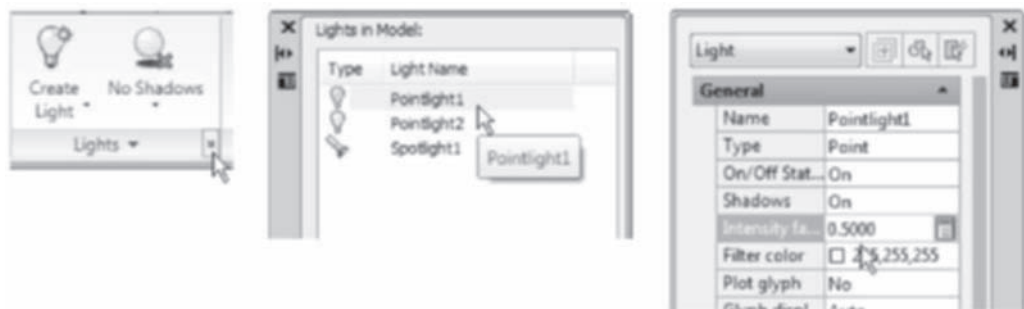 Create
Light
No Shadows
Lights
Lights in Model:
Type Light Name
Pointlight1
Pointlight2
Spotlight1
Pointlight1
Light
General
Name Pointlight1
Type Point
On/Off Stat... On
Shadows On
Intensity fa... 0.5000
Filter color 255,255
Plot glyph No